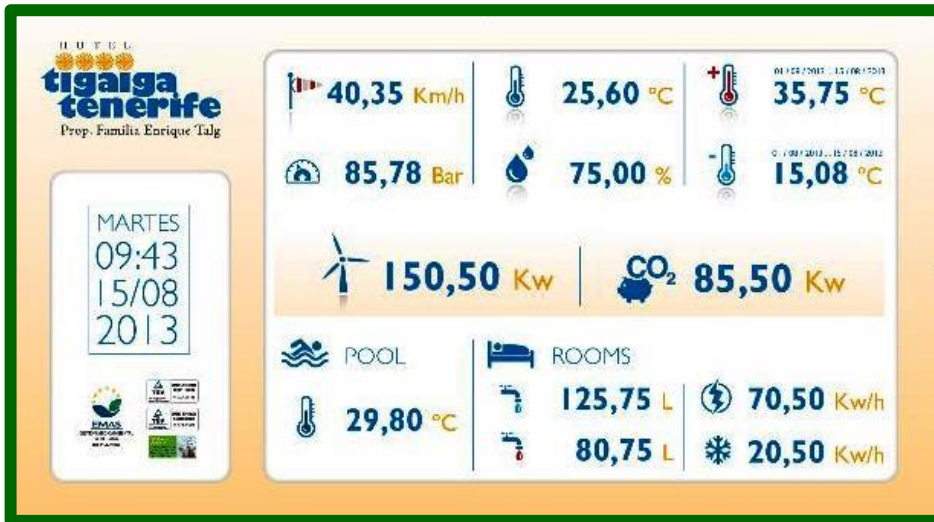 HOTEL
tigaiga
tenerife
Prop. Familia Enrique Talg
MARTES
09:43
15/08
2013
EMAS
40,35 Km/h
25,60 °C
35,75 °C
85,78 Bar
75,00 %
15,08 °C
150,50 Kw
CO₂ 85,50 Kw
POOL
29,80 °C
ROOMS
125,75 L
70,50 Kw/h
80,75 L
20,50 Kw/h